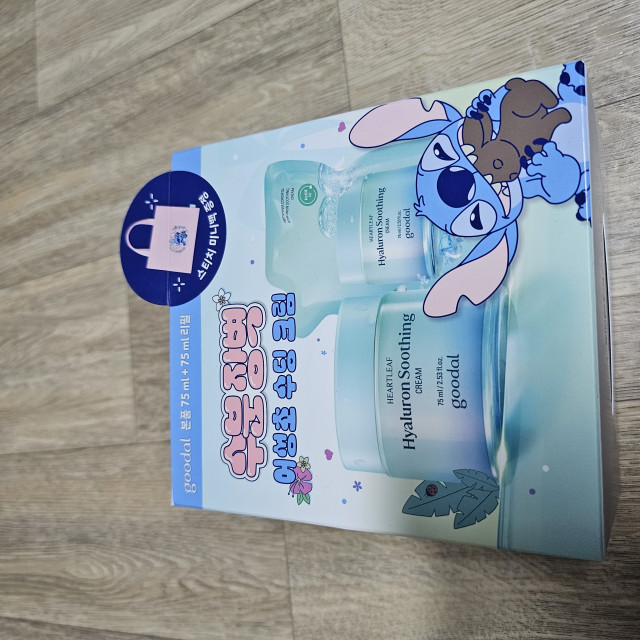 goodal 본품 75 ml + 75 ml 리필
스티치 미니백 증정
수분 장벽
어성초 수딩 크림
HEARTLEAF
Hyaluron Soothing
CREAM
goodal
HEARTLEAF
Hyaluron Soothing
CREAM
75 ml / 2.53 fl.oz.
goodal